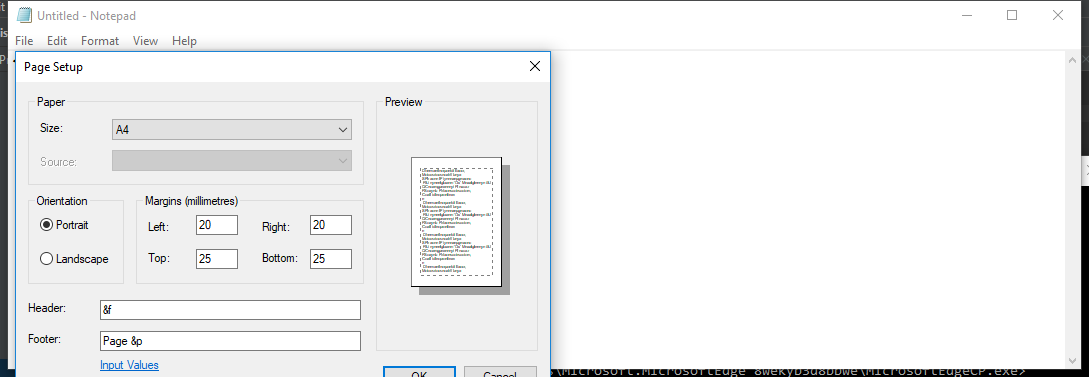 Untitled - Notepad
File Edit Format View Help
Page Setup
Paper
Size: A4
Source:
Orientation
Portrait
Landscape
Margins (millimetres)
Left: 20 Right: 20
Top: 25 Bottom: 25
Header: &f
Footer: Page &p
Input Values
Preview
OK Cancel
\Microsoft.MicrosoftEdge_8wekyb3d8bbwe\MicrosoftEdgeCP.exe>